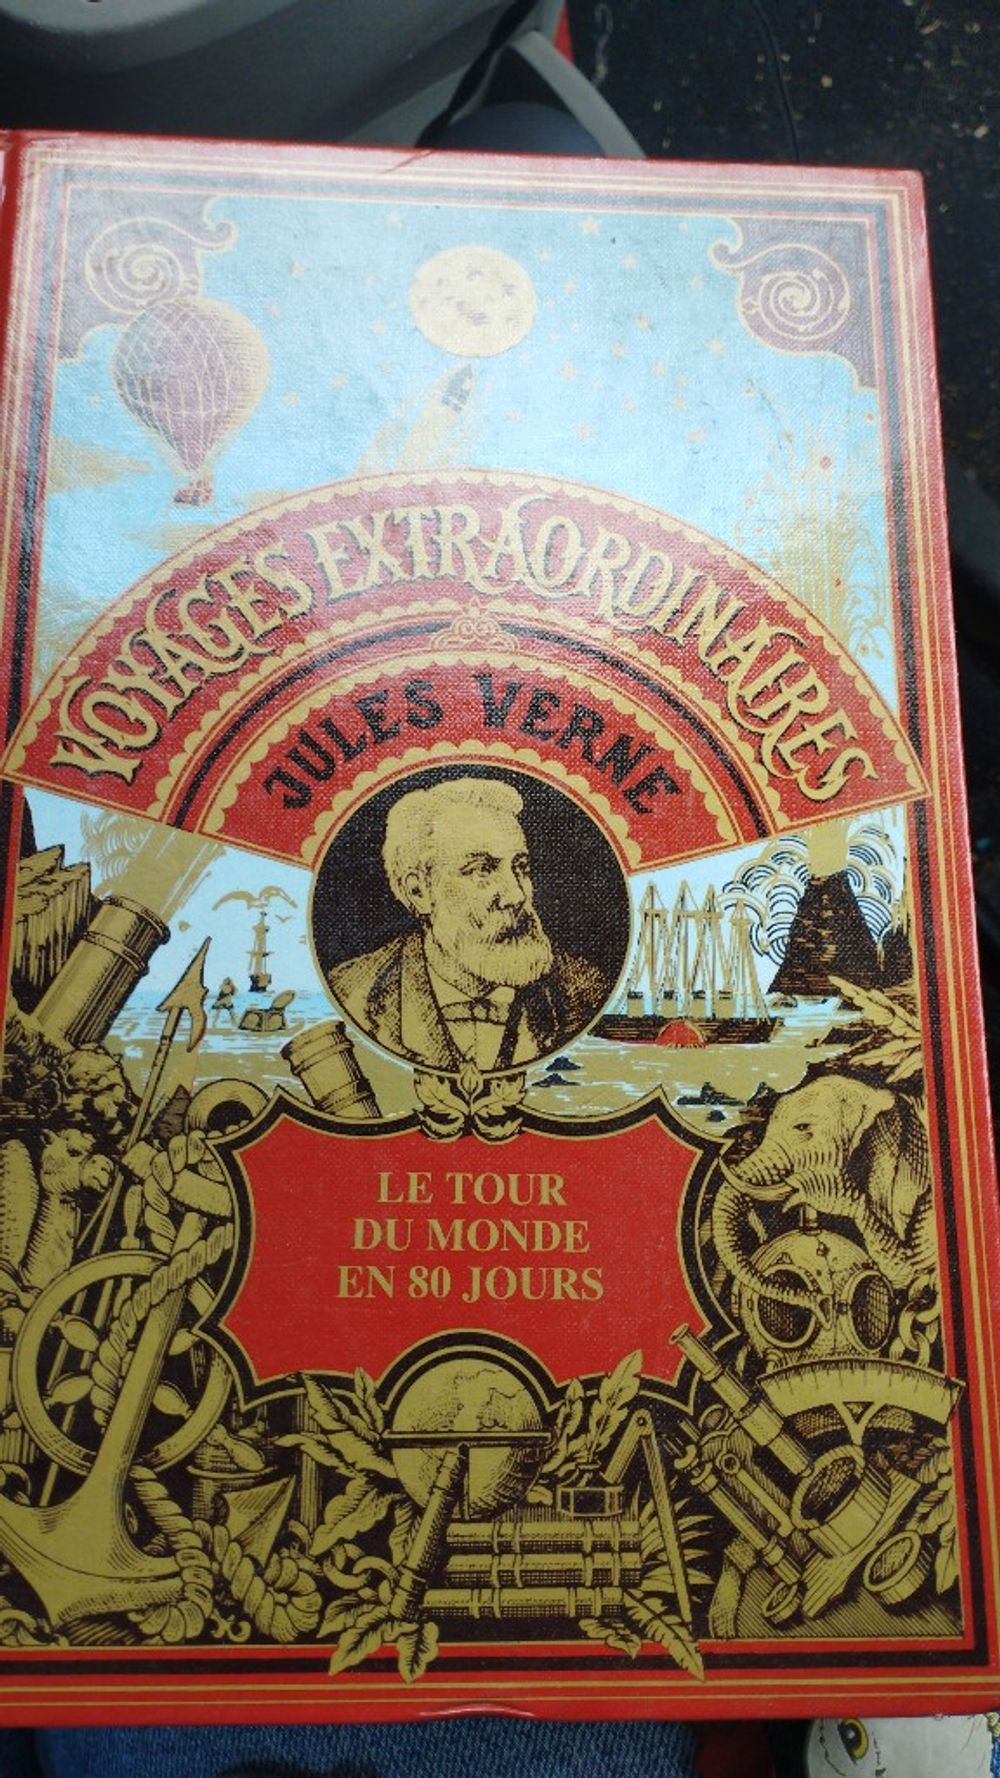 VOYAGES EXTRAORDINAIRES
JULES VERNE
LE TOUR
DU MONDE
EN 80 JOURS